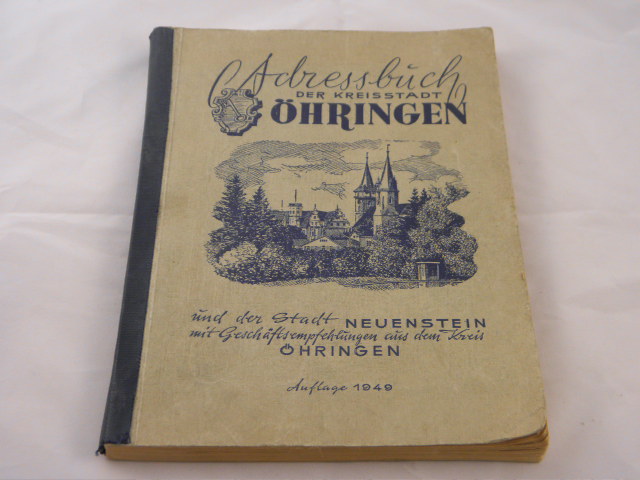 Adressbuch
DER KREISSTADT
ÖHRINGEN
und der Stadt NEUENSTEIN
mit Geschäftsempfehlungen aus dem Kreis
ÖHRINGEN
Auflage 1949